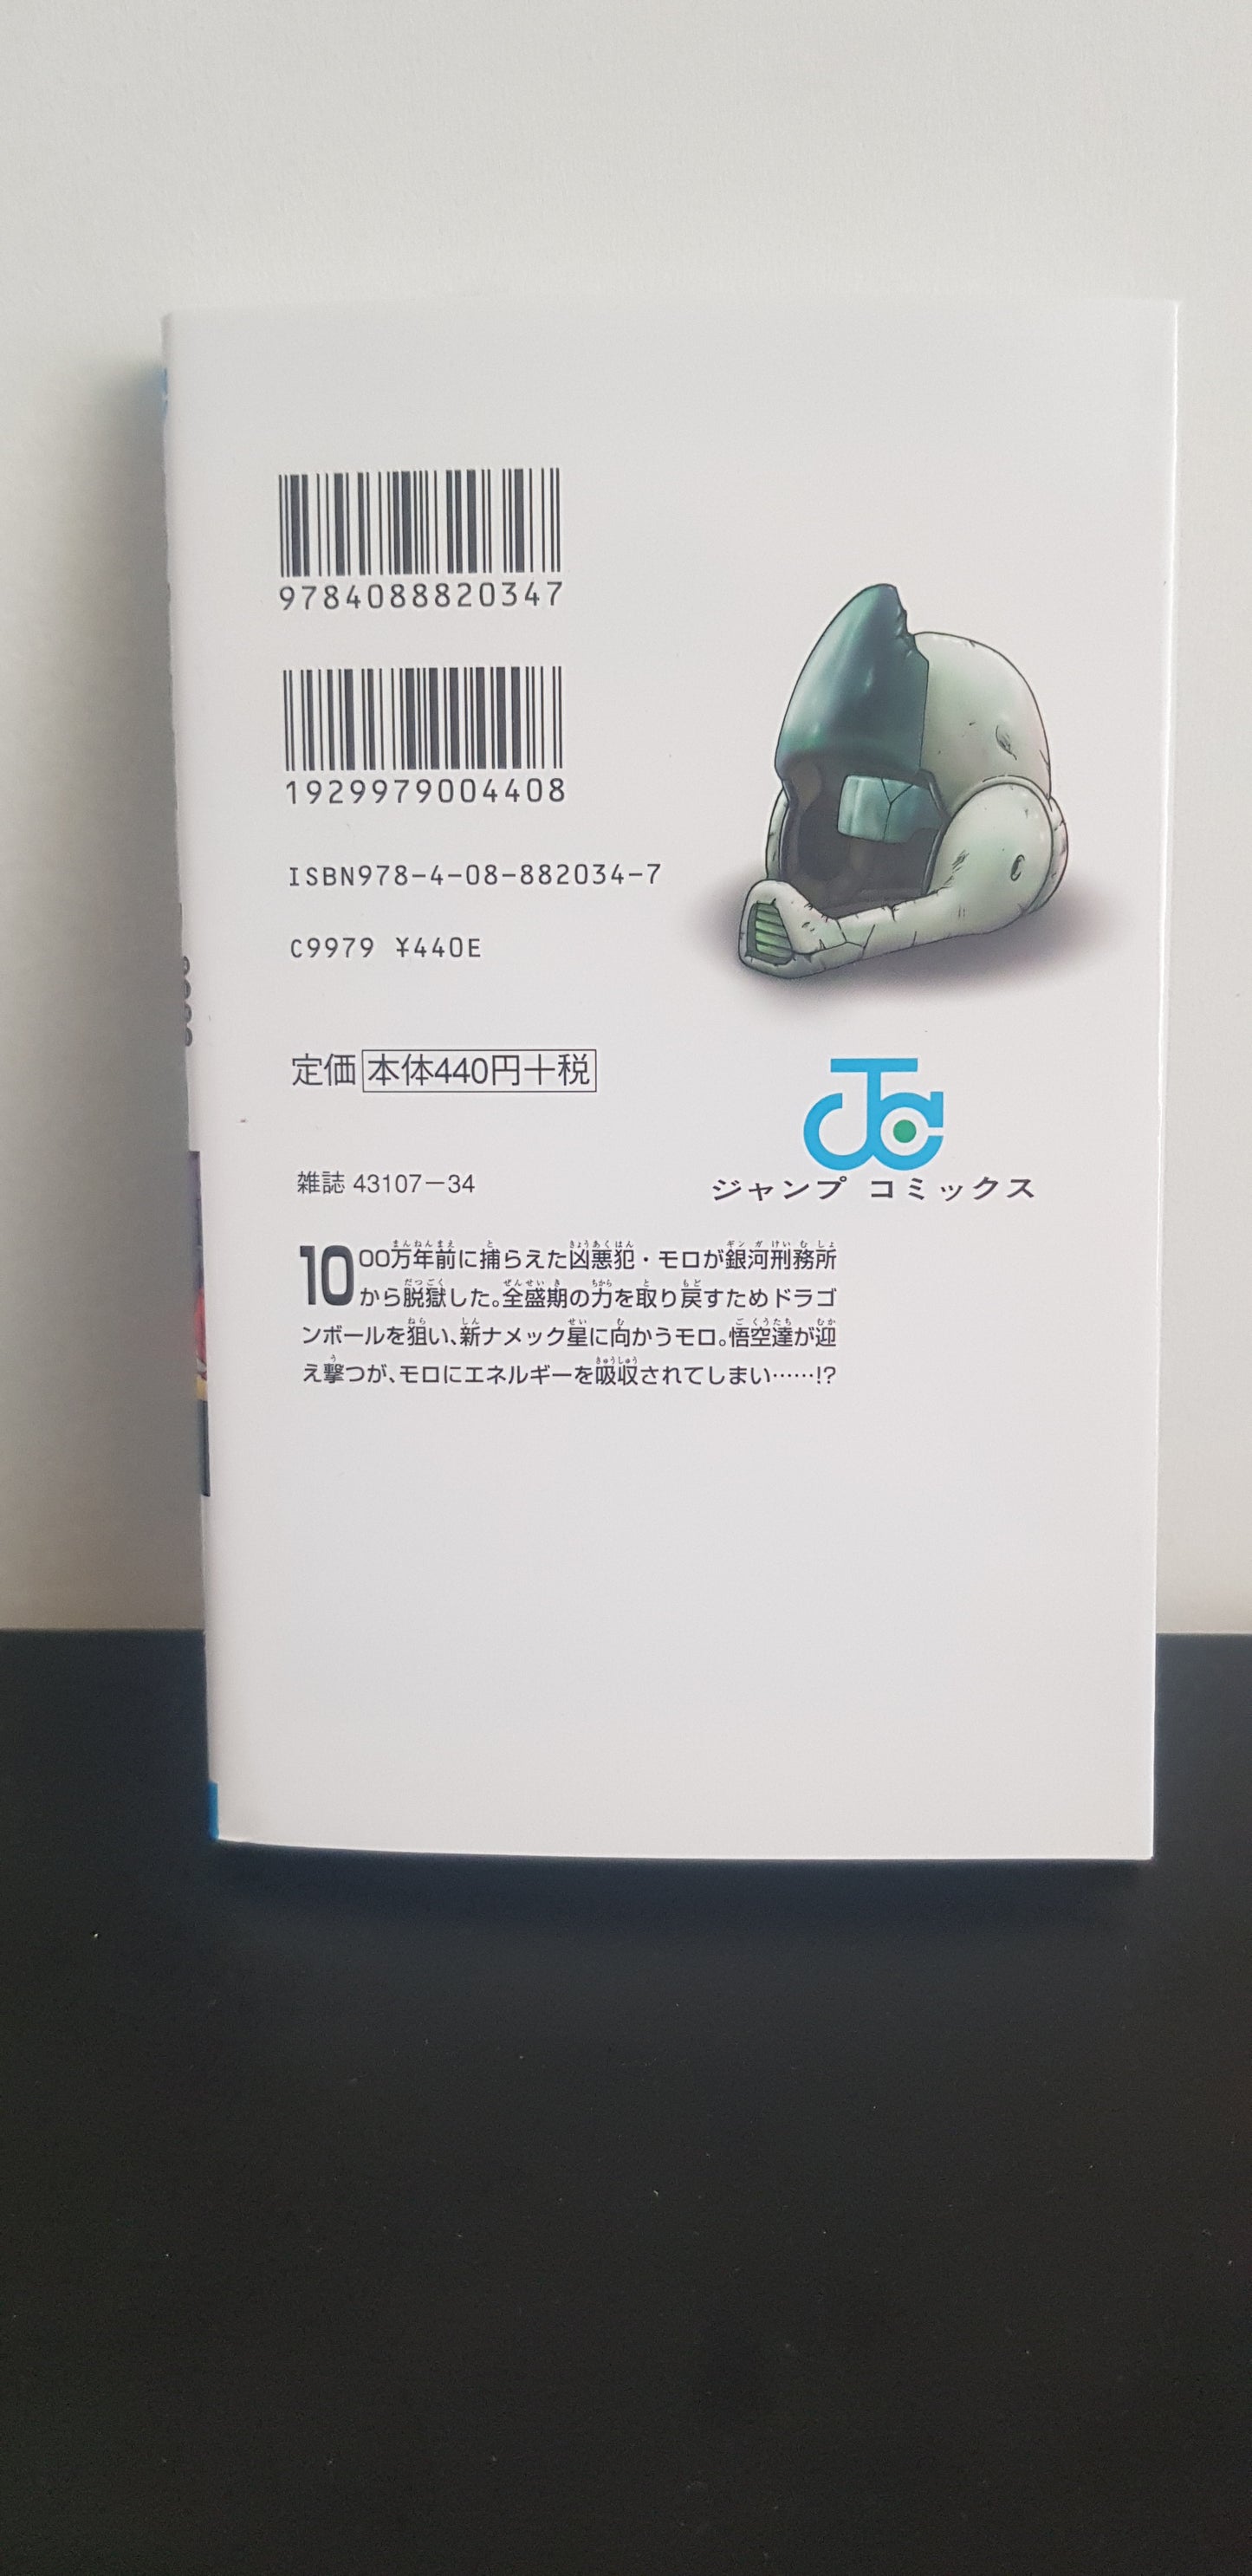 9784088820347
1929979004408
ISBN978-4-08-882034-7
C9979 ¥440E
定価 本体440円+税
雑誌 43107-34
JC
ジャンプ コミックス
1000万年前に捕らえた凶悪犯・モロが銀河刑務所
から脱獄した。全盛期の力を取り戻すためドラゴ
ンボールを狙い、新ナメック星に向かうモロ。悟空達が迎
え撃つが、モロにエネルギーを吸収されてしまい……!?